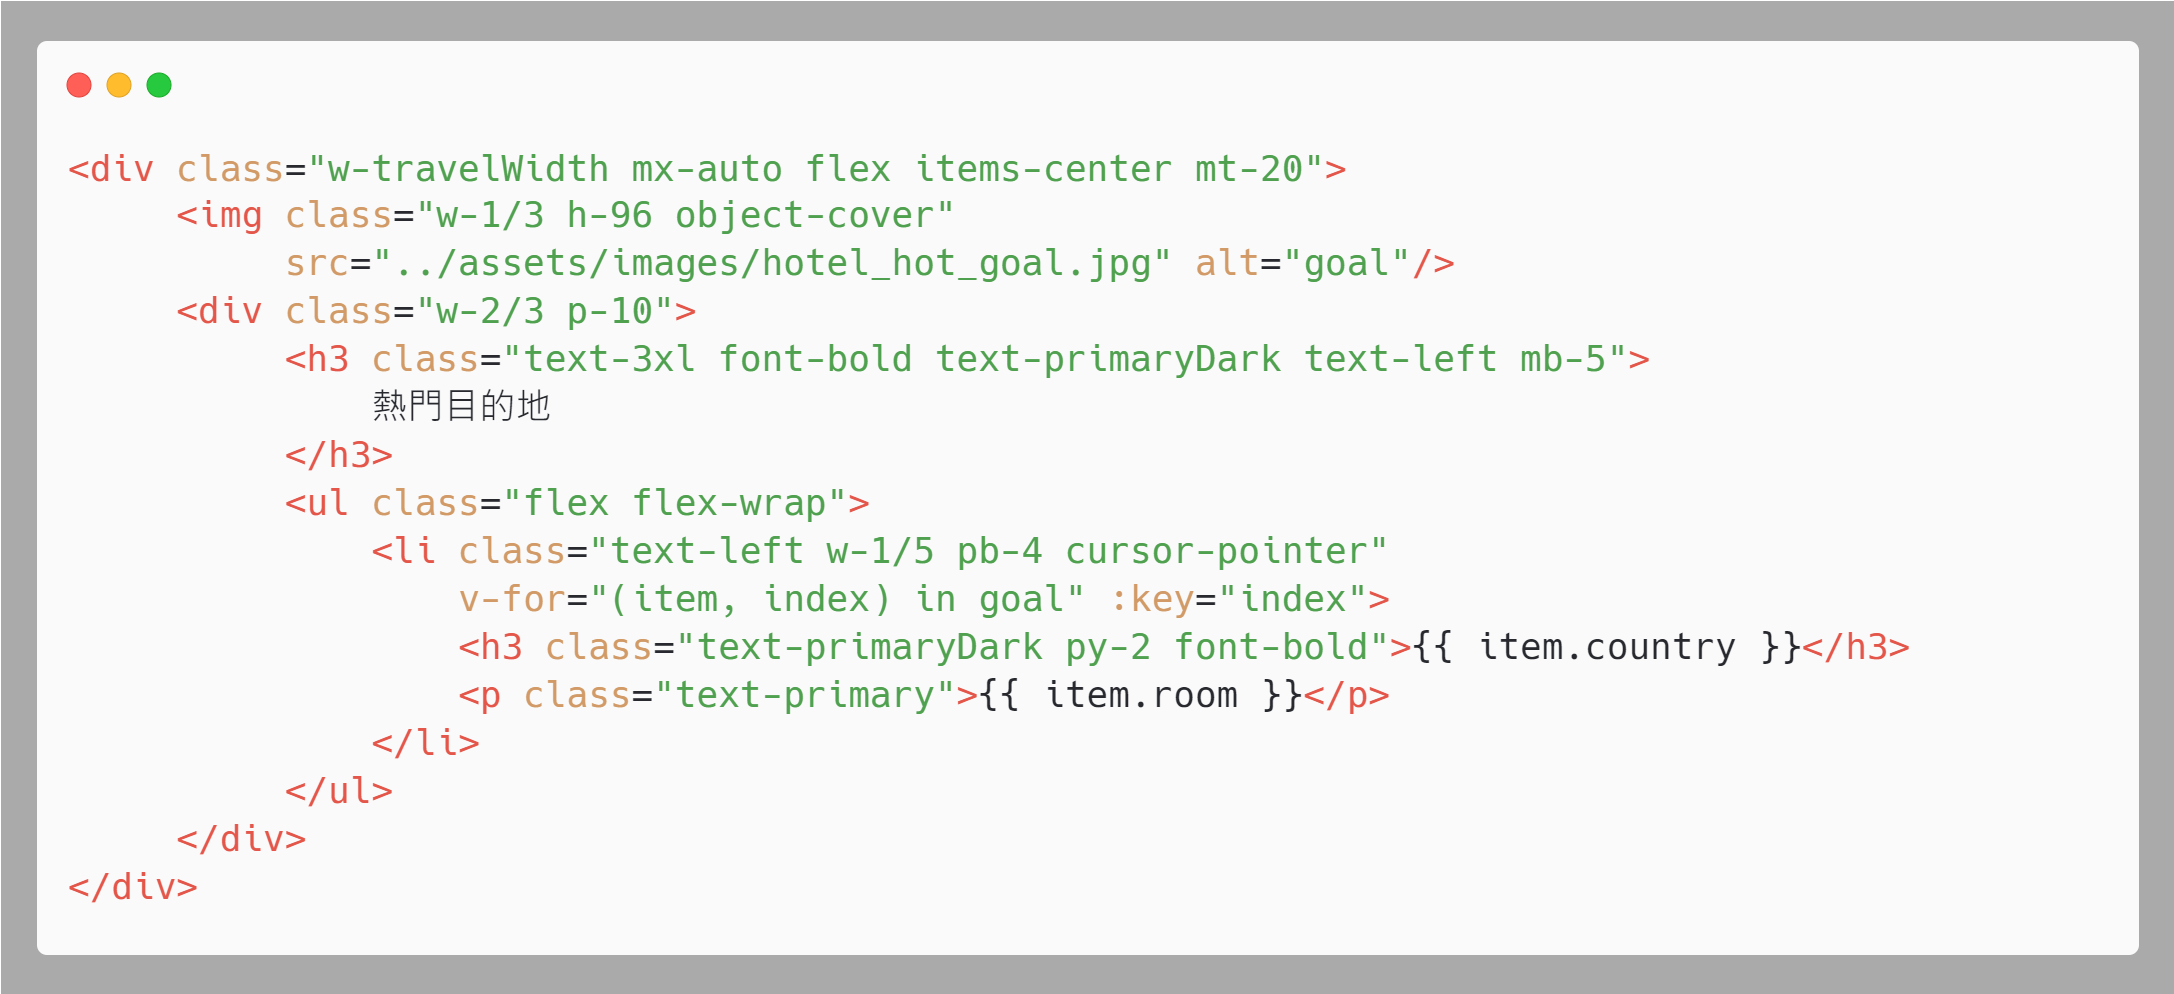 <div class="w-travelWidth mx-auto flex items-center mt-20">
     <img class="w-1/3 h-96 object-cover"
          src="../assets/images/hotel_hot_goal.jpg" alt="goal"/>
     <div class="w-2/3 p-10">
          <h3 class="text-3xl font-bold text-primaryDark text-left mb-5">
              熱門目的地
          </h3>
          <ul class="flex flex-wrap">
              <li class="text-left w-1/5 pb-4 cursor-pointer"
                  v-for="(item, index) in goal" :key="index">
                  <h3 class="text-primaryDark py-2 font-bold">{{ item.country }}</h3>
                  <p class="text-primary">{{ item.room }}</p>
              </li>
          </ul>
     </div>
</div>